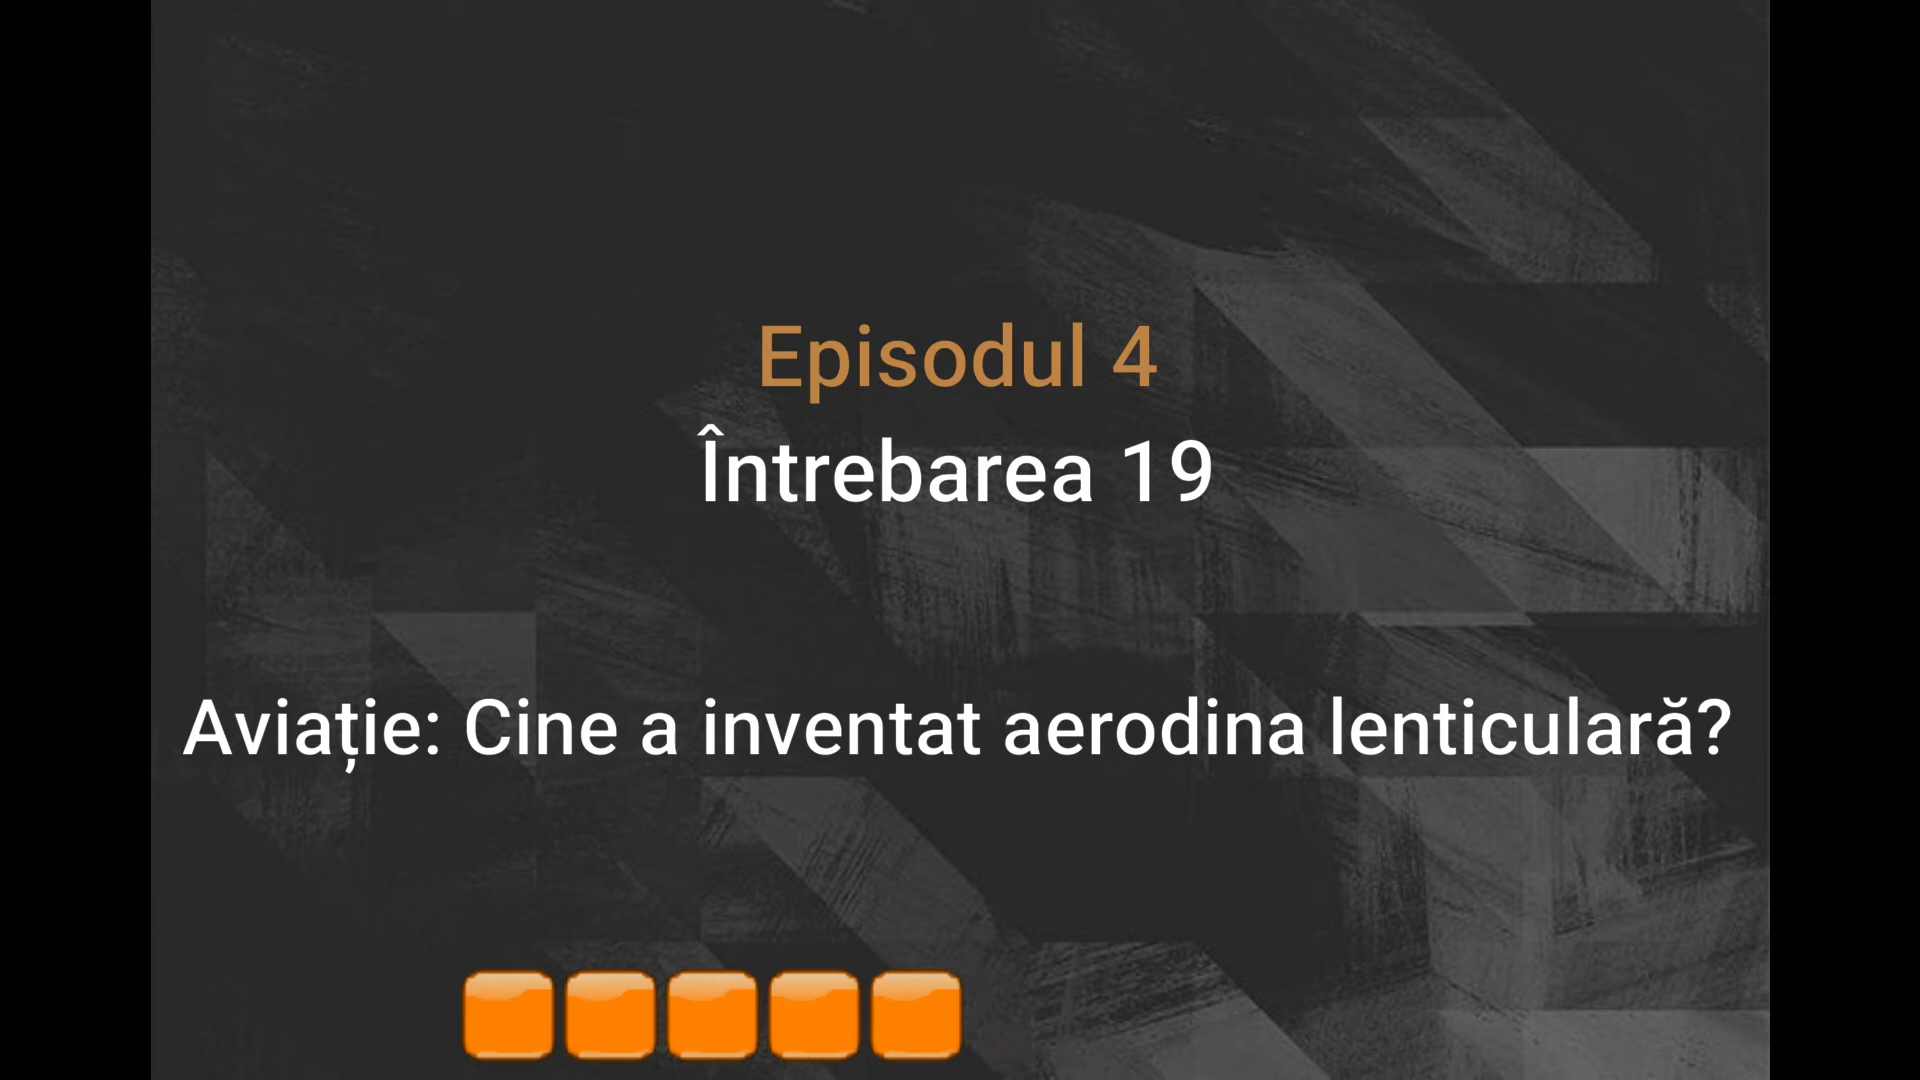 Episodul 4
Întrebarea 19
Aviație: Cine a inventat aerodina lenticulară?